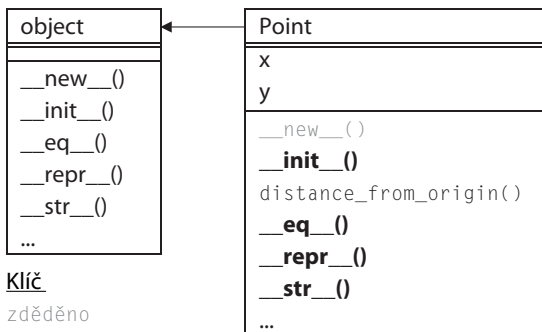 object
__new__()
__init__()
__eq__()
__repr__()
__str__()
...
Klíč
zděděno
Point
x
y
__new__()
__init__()
distance_from_origin()
__eq__()
__repr__()
__str__()
...